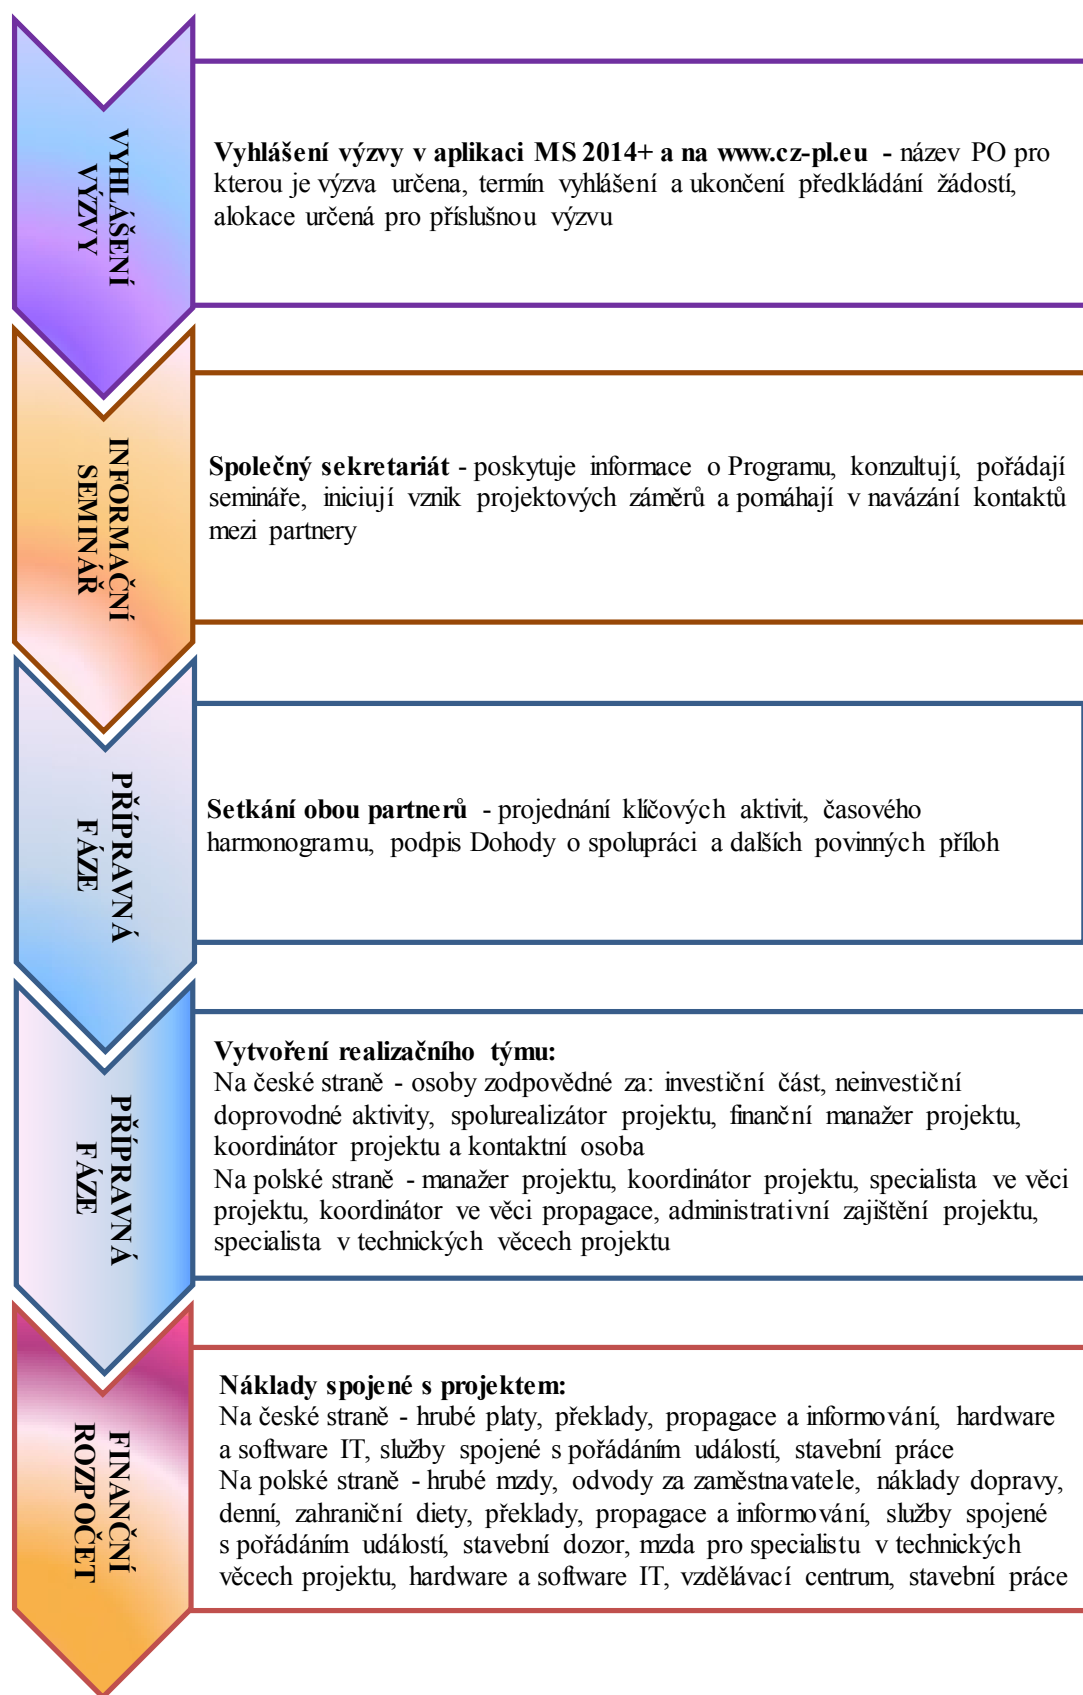 VYHLÁŠENÍ
VÝZVY
Vyhlášení výzvy v aplikaci MS 2014+ a na www.cz-pl.eu - název PO pro
kterou je výzva určena, termín vyhlášení a ukončení předkládání žádostí,
alokace určená pro příslušnou výzvu
INFORMAČNÍ
SEMINÁŘ
Společný sekretariát - poskytuje informace o Programu, konzultují, pořádají
semináře, iniciují vznik projektových záměrů a pomáhají v navázání kontaktů
mezi partnery
PŘÍPRAVNÁ
FÁZE
Setkání obou partnerů - projednání klíčových aktivit, časového
harmonogramu, podpis Dohody o spolupráci a dalších povinných příloh
PŘÍPRAVNÁ
FÁZE
Vytvoření realizačního týmu:
Na české straně - osoby zodpovědné za: investiční část, neinvestiční
doprovodné aktivity, spolurealizátor projektu, finanční manažer projektu,
koordinátor projektu a kontaktní osoba
Na polské straně - manažer projektu, koordinátor projektu, specialista ve věci
projektu, koordinátor ve věci propagace, administrativní zajištění projektu,
specialista v technických věcech projektu
FINANČNÍ
ROZPOČET
Náklady spojené s projektem:
Na české straně - hrubé platy, překlady, propagace a informování, hardware
a software IT, služby spojené s pořádáním událostí, stavební práce
Na polské straně - hrubé mzdy, odvody za zaměstnavatele, náklady dopravy,
denní, zahraniční diety, překlady, propagace a informování, služby spojené
s pořádáním událostí, stavební dozor, mzda pro specialistu v technických
věcech projektu, hardware a software IT, vzdělávací centrum, stavební práce